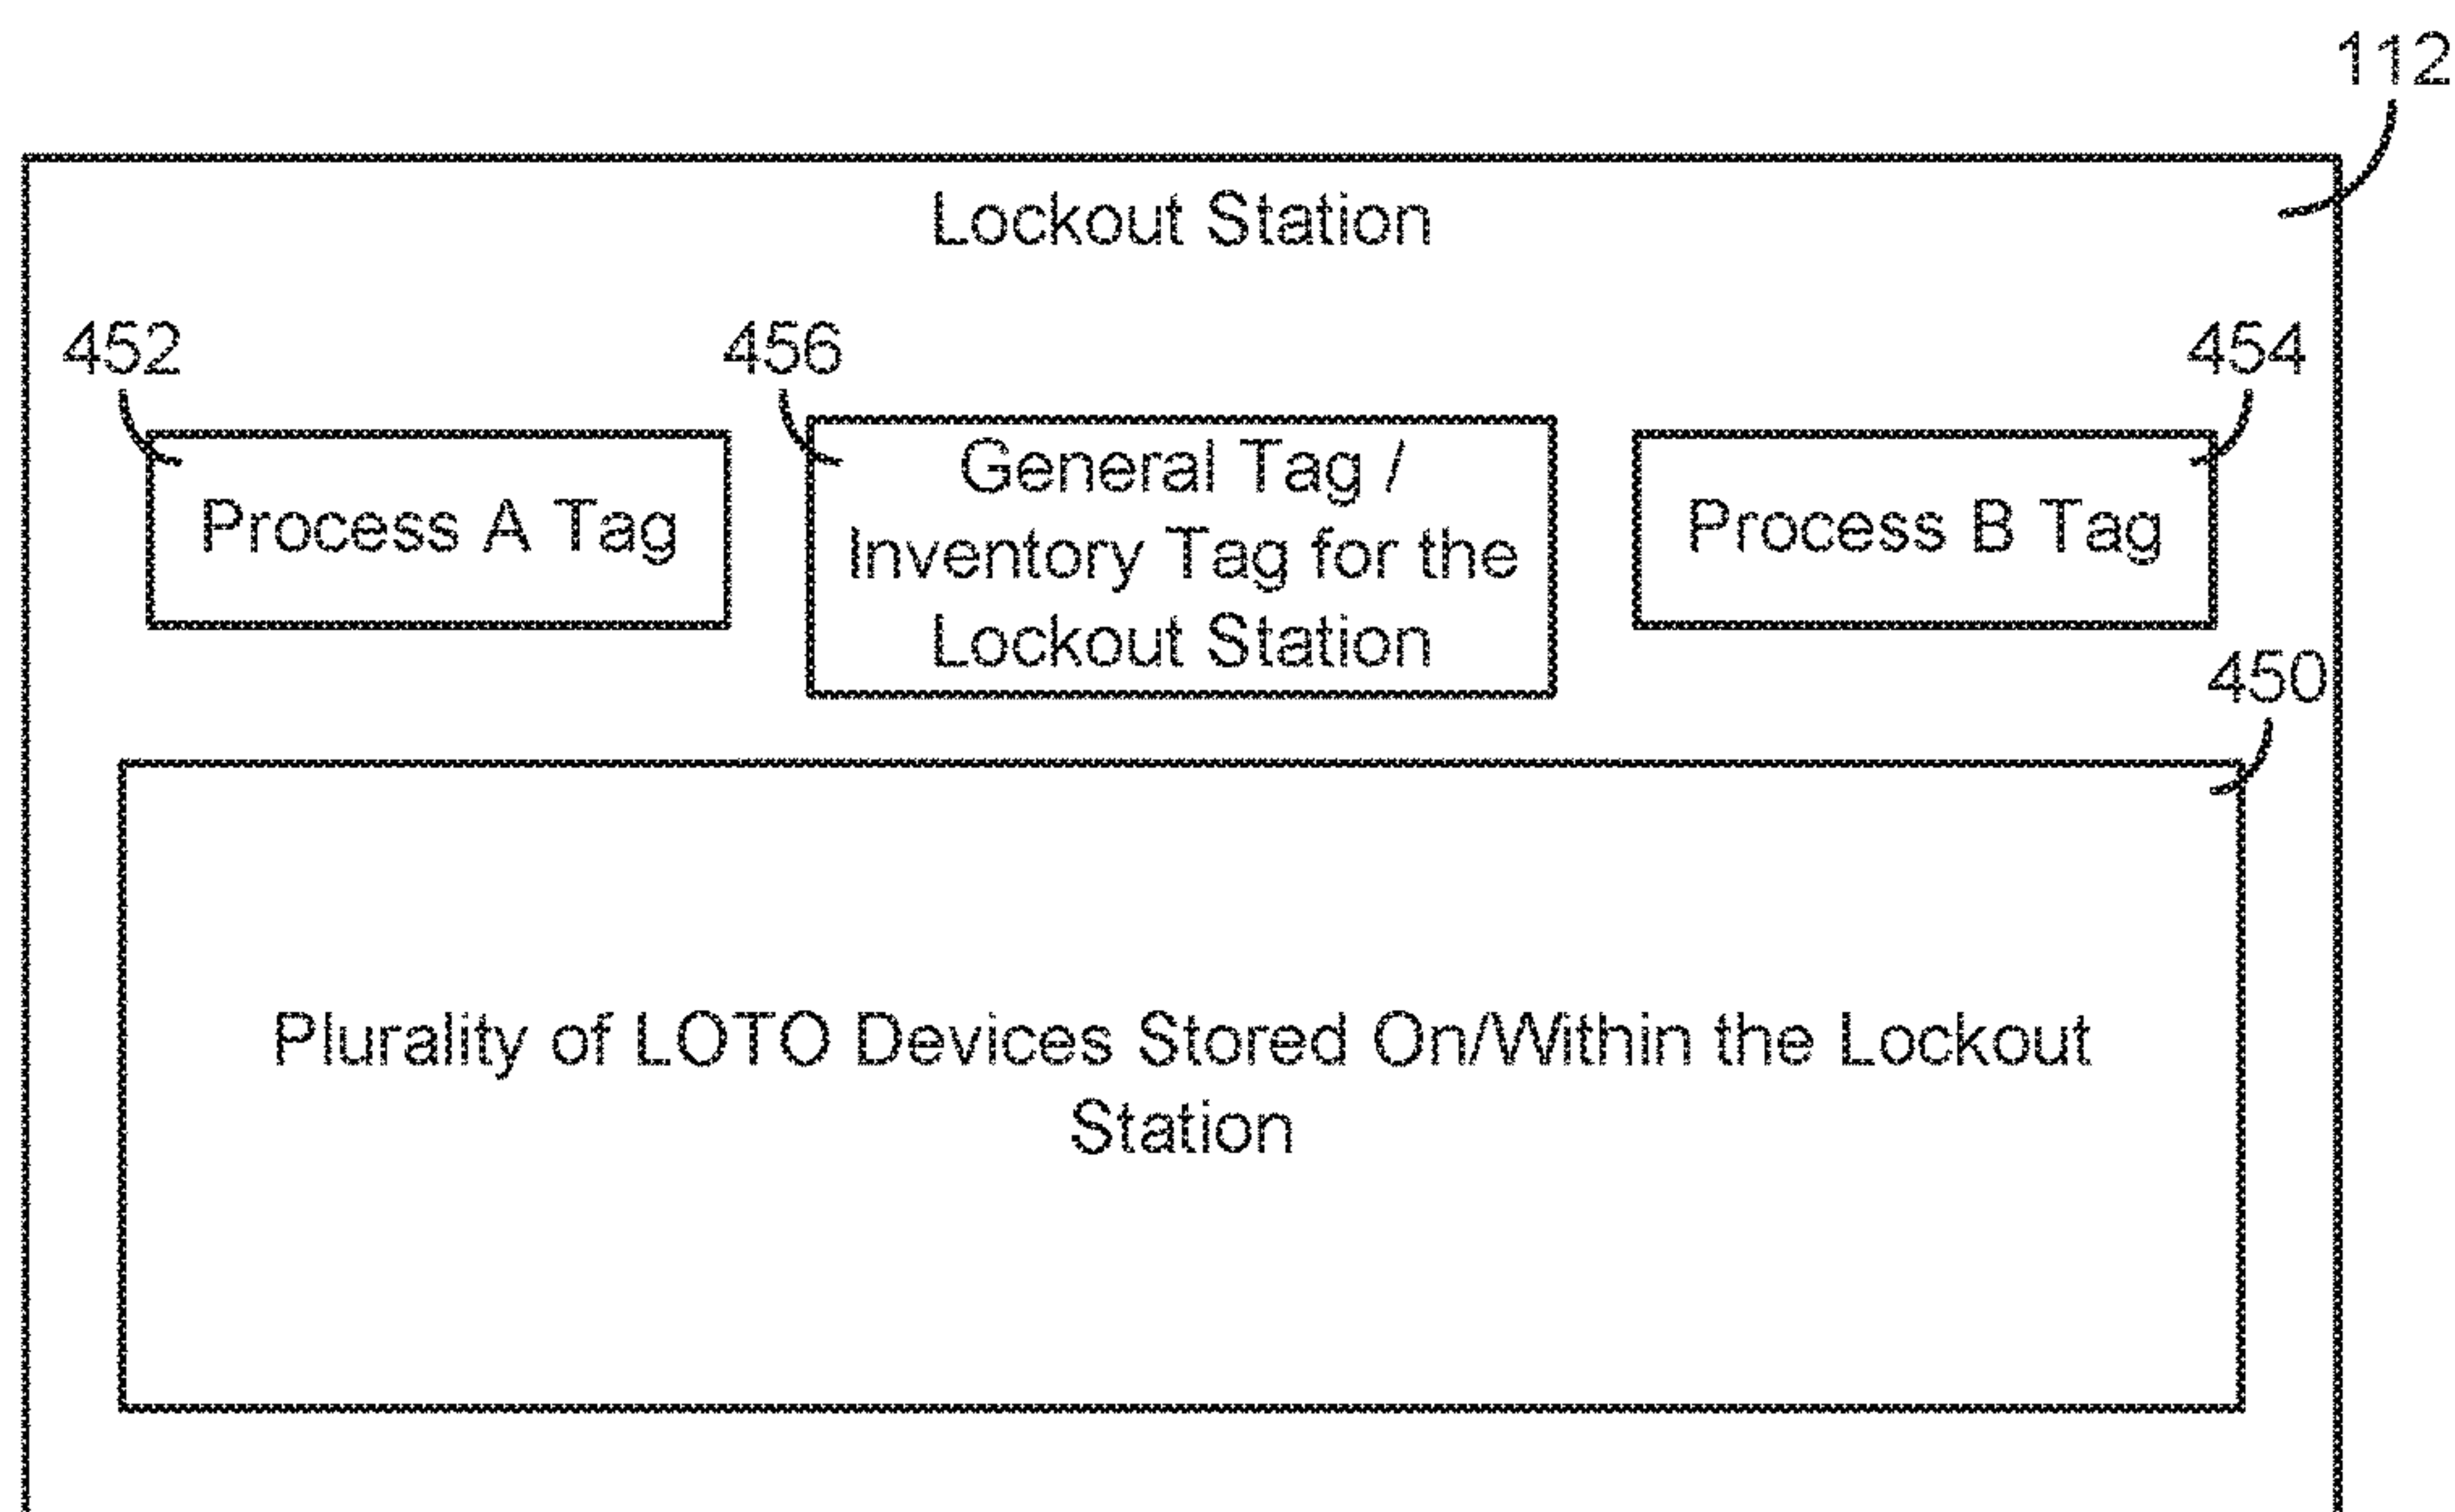 112
Lockout Station
452
456
454
Process A Tag
General Tag /
Inventory Tag for the
Lockout Station
Process B Tag
450
Plurality of LOTO Devices Stored On/Within the Lockout
Station